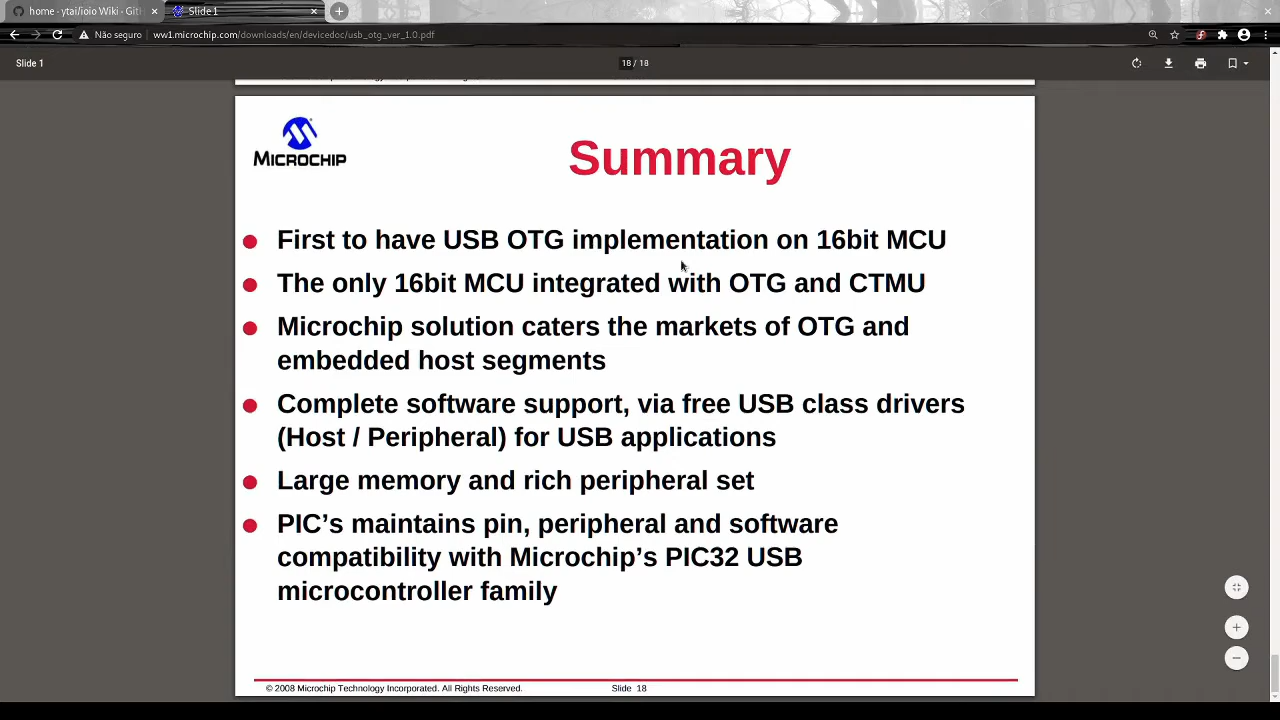 home - ytai/ioio Wiki - Gith
Slide 1
Não seguro
ww1.microchip.com/downloads/en/devicedoc/usb_otg_ver_1.0.pdf
Slide 1
18 / 18
MICROCHIP
Summary
First to have USB OTG implementation on 16bit MCU
The only 16bit MCU integrated with OTG and CTMU
Microchip solution caters the markets of OTG and
embedded host segments
Complete software support, via free USB class drivers
(Host / Peripheral) for USB applications
Large memory and rich peripheral set
PIC’s maintains pin, peripheral and software
compatibility with Microchip’s PIC32 USB
microcontroller family
© 2008 Microchip Technology Incorporated. All Rights Reserved.
Slide 18